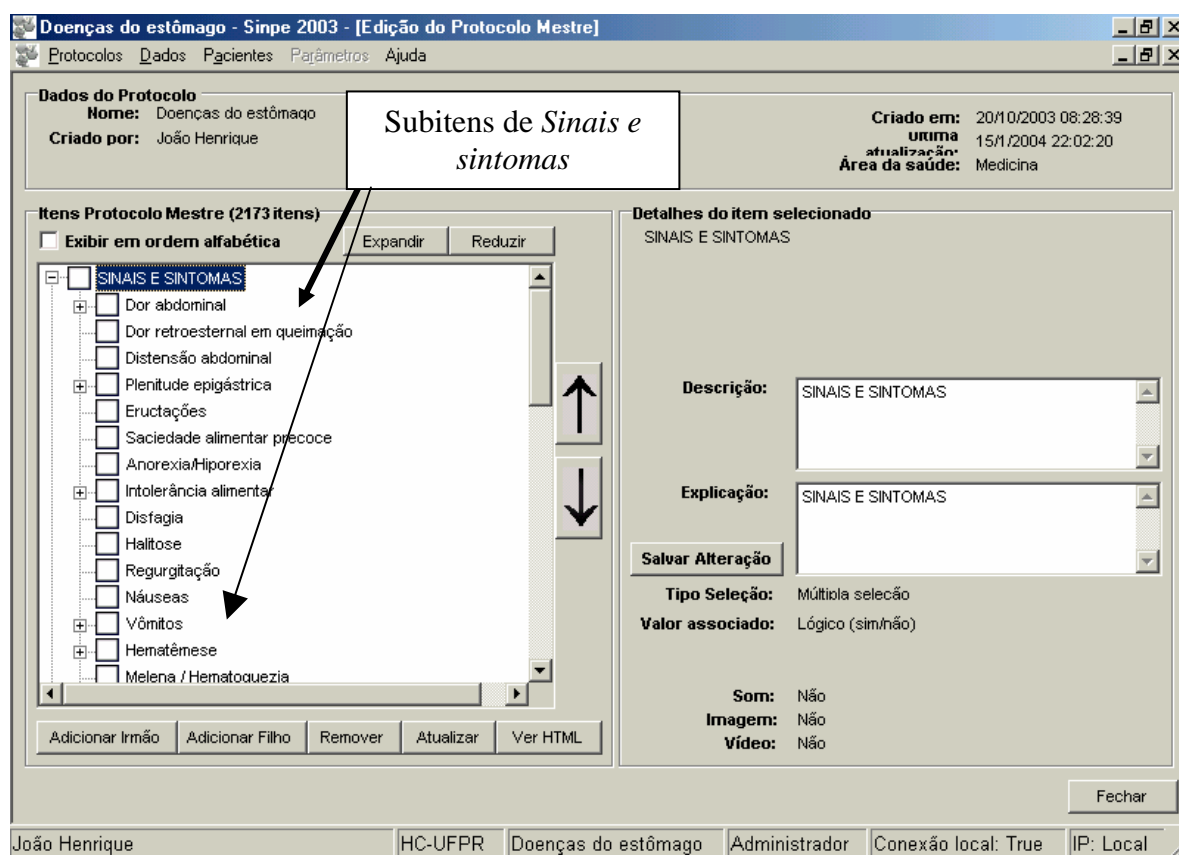 Doenças do estômago - Sinpe 2003 - [Edição do Protocolo Mestre]
Protocolos Dados Pacientes Parâmetros Ajuda
Dados do Protocolo
Nome: Doenças do estômago
Criado por: João Henrique
Subitens de Sinais e
sintomas
Criado em: 20/10/2003 08:28:39
Última
atualização: 15/1/2004 22:02:20
Área da saúde: Medicina
Itens Protocolo Mestre (2173 itens)
Exibir em ordem alfabética Expandir Reduzir
SINAIS E SINTOMAS
Dor abdominal
Dor retroesternal em queimação
Distensão abdominal
Plenitude epigástrica
Eructações
Saciedade alimentar precoce
Anorexia/Hiporexia
Intolerância alimentar
Disfagia
Halitose
Regurgitação
Náuseas
Vômitos
Hematêmese
Melena / Hematoquezia
Adicionar Irmão Adicionar Filho Remover Atualizar Ver HTML
Detalhes do item selecionado
SINAIS E SINTOMAS
Descrição: SINAIS E SINTOMAS
Explicação: SINAIS E SINTOMAS
Salvar Alteração
Tipo Seleção: Múltipla seleção
Valor associado: Lógico (sim/não)
Som: Não
Imagem: Não
Vídeo: Não
Fechar
João Henrique HC-UFPR Doenças do estômago Administrador Conexão local: True IP: Local